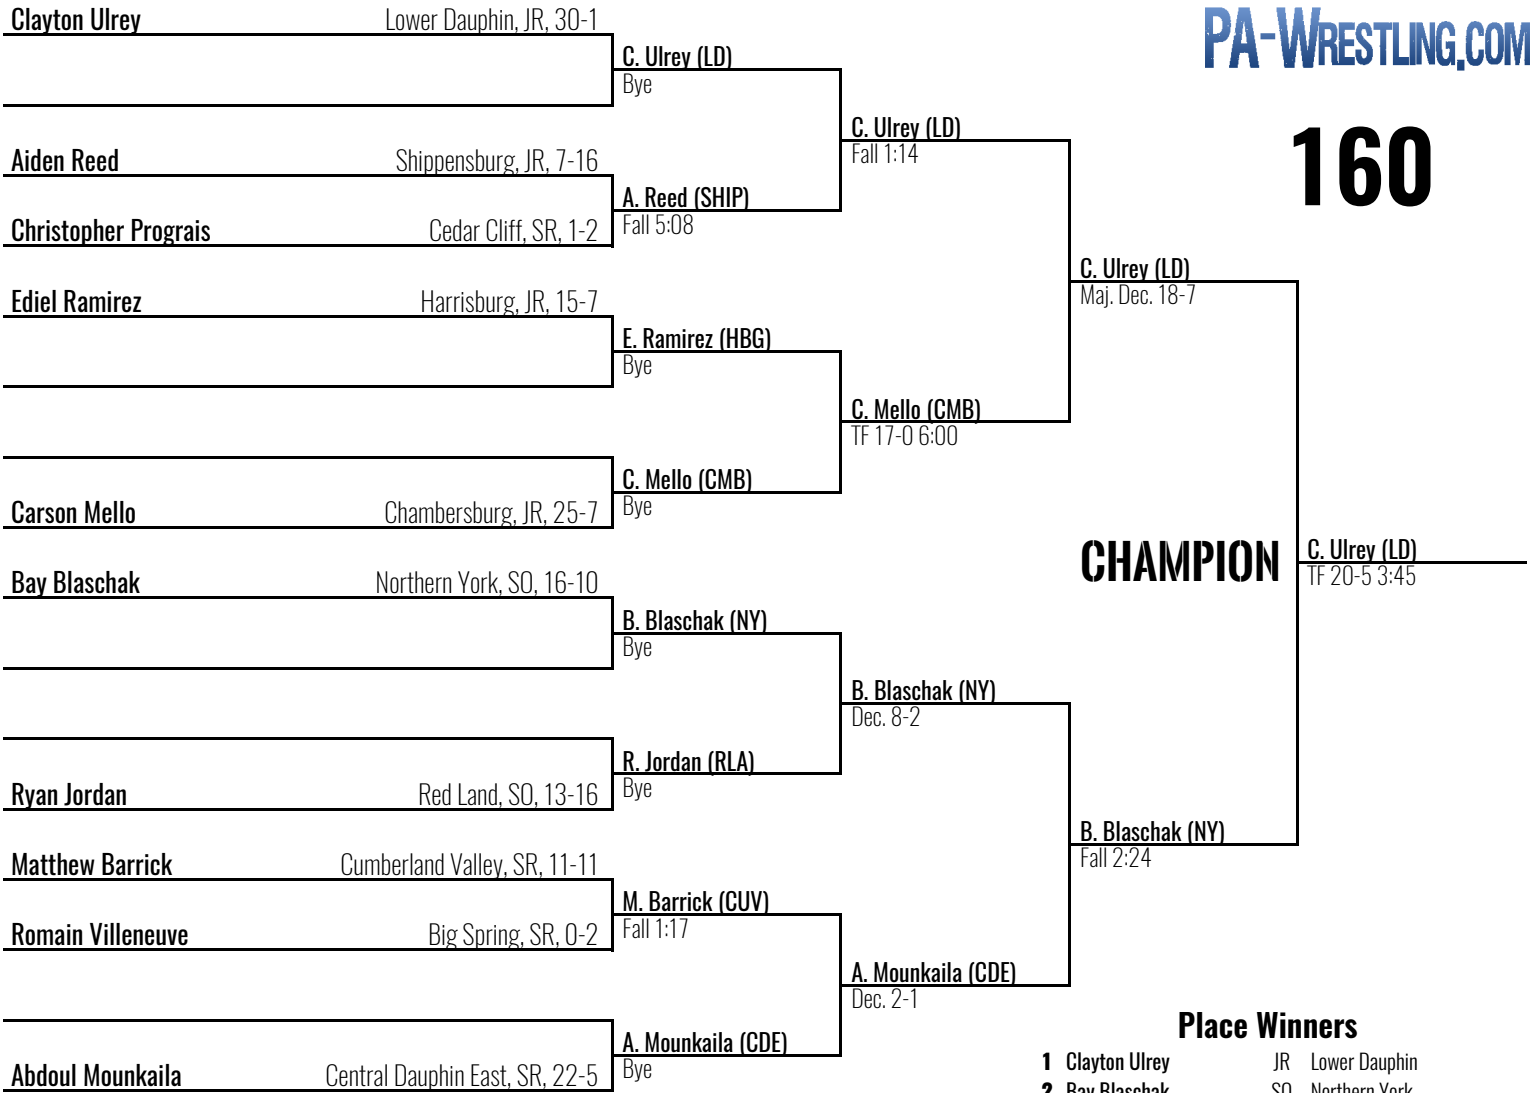 PA-WRESTLING.COM
160
Clayton Ulrey Lower Dauphin, JR, 30-1
C. Ulrey (LD)
Bye
C. Ulrey (LD)
Fall 1:14
Aiden Reed Shippensburg, JR, 7-16
A. Reed (SHIP)
Fall 5:08
Christopher Prograis Cedar Cliff, SR, 1-2
C. Ulrey (LD)
Maj. Dec. 18-7
Ediel Ramirez Harrisburg, JR, 15-7
E. Ramirez (HBG)
Bye
C. Mello (CMB)
TF 17-0 6:00
C. Mello (CMB)
Bye
Carson Mello Chambersburg, JR, 25-7
CHAMPION
C. Ulrey (LD)
TF 20-5 3:45
Bay Blaschak Northern York, SO, 16-10
B. Blaschak (NY)
Bye
B. Blaschak (NY)
Dec. 8-2
R. Jordan (RLA)
Bye
Ryan Jordan Red Land, SO, 13-16
B. Blaschak (NY)
Fall 2:24
Matthew Barrick Cumberland Valley, SR, 11-11
M. Barrick (CUV)
Fall 1:17
Romain Villeneuve Big Spring, SR, 0-2
A. Mounkaila (CDE)
Dec. 2-1
A. Mounkaila (CDE)
Bye
Abdoul Mounkaila Central Dauphin East, SR, 22-5
Place Winners
1 Clayton Ulrey JR Lower Dauphin
2 Bay Blaschak SO Northern York